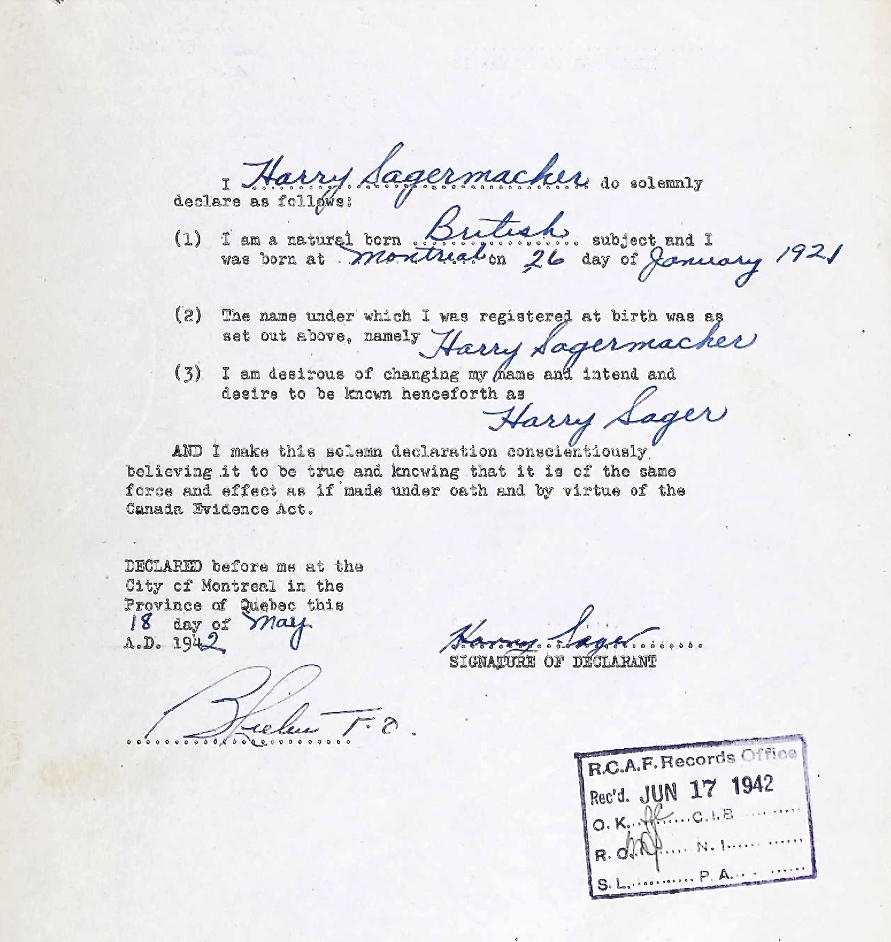 I Harry Sagermacher do solemnly
declare as follows:
(1) I am a natural born British subject and I
was born at Montreal on 26 day of January 1921
(2) The name under which I was registered at birth was as
set out above, namely Harry Sagermacher
(3) I am desirous of changing my name and intend and
desire to be known henceforth as
Harry Sager
AND I make this solemn declaration conscientiously
believing it to be true and knowing that it is of the same
force and effect as if made under oath and by virtue of the
Canada Evidence Act.
DECLARED before me at the
City of Montreal in the
Province of Quebec this
18 day of May
A.D. 1942
Harry Sager
SIGNATURE OF DECLARANT
R.C.A.F. Records Office
Rec'd. JUN 17 1942
O.K. C.I.B
R.O. N.I.
S.L. P.A.